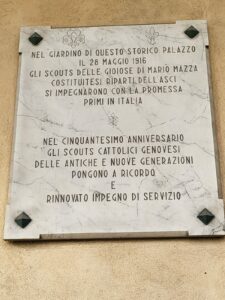 NEL GIARDINO DI QUESTO STORICO PALAZZO
IL 28 MAGGIO 1916
GLI SCOUTS DELLE GIOIOSE DI MARIO MAZZA
COSTITUITESI RIPARTI DELL'ASCI
SI IMPEGNARONO CON LA PROMESSA
PRIMI IN ITALIA
NEL CINQUANTESIMO ANNIVERSARIO
GLI SCOUTS CATTOLICI GENOVESI
DELLE ANTICHE E NUOVE GENERAZIONI
PONGONO A RICORDO
E
RINNOVATO IMPEGNO DI SERVIZIO